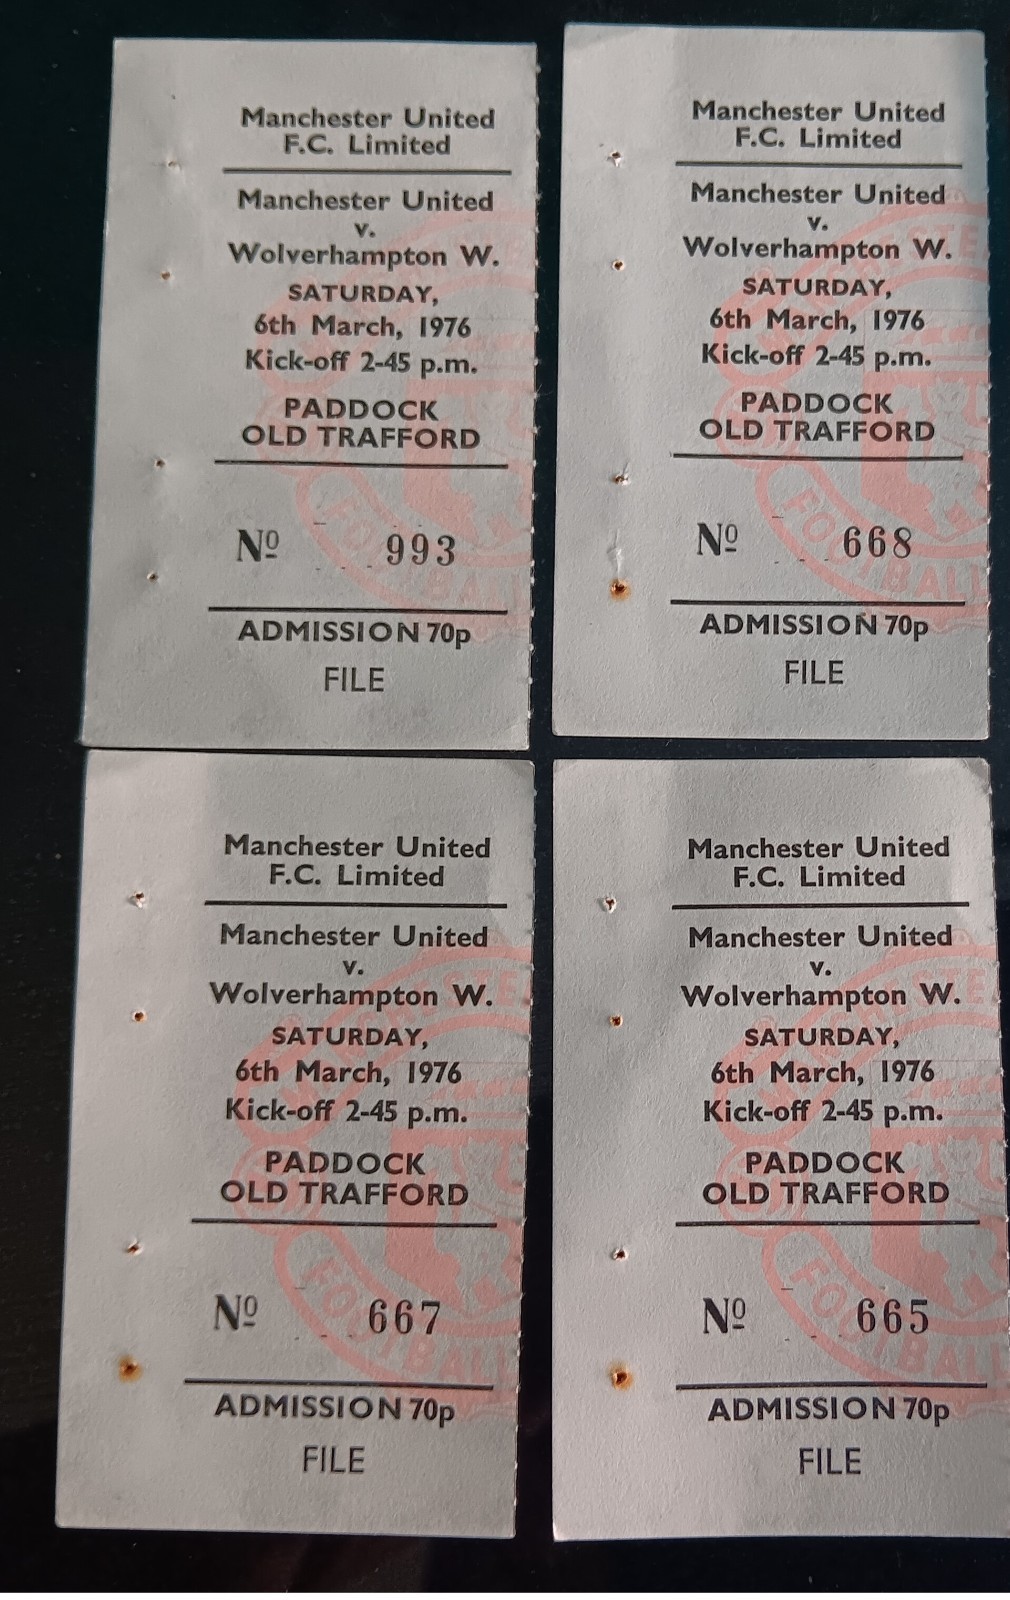 Manchester United
F.C. Limited
Manchester United
v.
Wolverhampton W.
SATURDAY,
6th March, 1976
Kick-off 2-45 p.m.
PADDOCK
OLD TRAFFORD
Nº 993
ADMISSION 70p
FILE
Manchester United
F.C. Limited
Manchester United
v.
Wolverhampton W.
SATURDAY,
6th March, 1976
Kick-off 2-45 p.m.
PADDOCK
OLD TRAFFORD
Nº 668
ADMISSION 70p
FILE
Manchester United
F.C. Limited
Manchester United
v.
Wolverhampton W.
SATURDAY,
6th March, 1976
Kick-off 2-45 p.m.
PADDOCK
OLD TRAFFORD
Nº 667
ADMISSION 70p
FILE
Manchester United
F.C. Limited
Manchester United
v.
Wolverhampton W.
SATURDAY,
6th March, 1976
Kick-off 2-45 p.m.
PADDOCK
OLD TRAFFORD
Nº 665
ADMISSION 70p
FILE